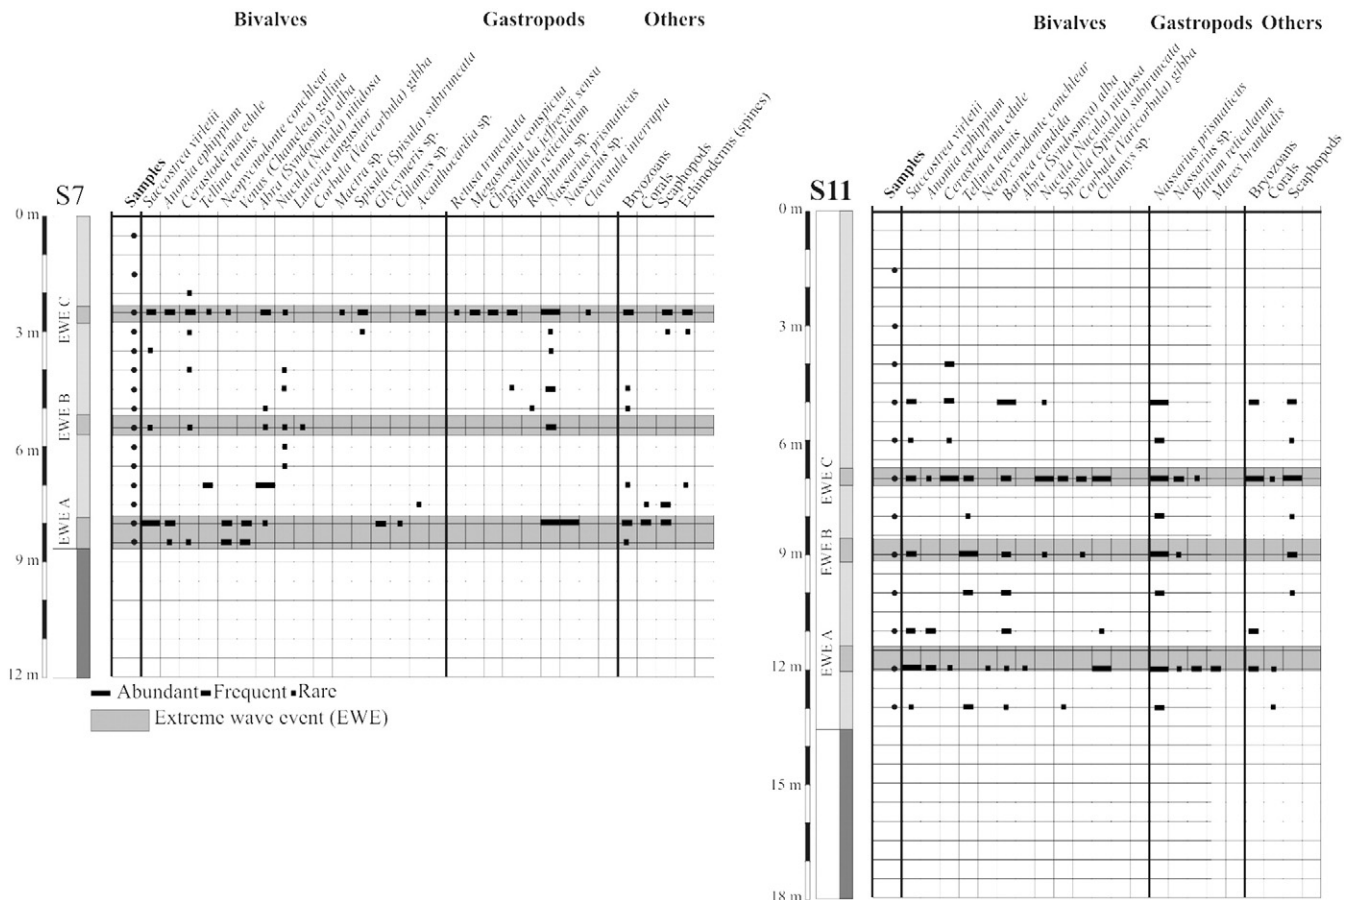 Bivalves
Gastropods
Others
S7
Samples
Saccostrea virletii
Anomia ephippium
Cerastoderma edule
Tellina tenuis
Neopycnodonte conchlear
Venus (Chamelea) gallina
Abra (Syndosmya) alba
Nucula (Nucula) nitidosa
Lutraria angustior
Corbula (Varicorbula) gibba
Mactra sp.
Spisula (Spisula) subtruncata
Glycymeris sp.
Chlamys sp.
Acanthocardia sp.
Retusa truncatulata
Megastomia conspicua
Chrysallida jeffreysii sensu
Bittium reticulatum
Raphitoma sp.
Nassarius prismaticus
Nassarius sp.
Clavatula interrupta
Bryozoans
Corals
Scaphopods
Echinoderms (spines)
0 m
3 m
6 m
9 m
12 m
EWE C
EWE B
EWE A
Abundant
Frequent
Rare
Extreme wave event (EWE)
Bivalves
Gastropods
Others
S11
Samples
Saccostrea virletii
Anomia ephippium
Cerastoderma edule
Tellina tenuis
Neopycnodonte conchlear
Barnea candida
Abra (Syndosmya) alba
Nucula (Nucula) nitidosa
Spisula (Spisula) subtruncata
Corbula (Varicorbula) gibba
Chlamys sp.
Nassarius prismaticus
Nassarius sp.
Bittium reticulatum
Murex brandadis
Bryozoans
Corals
Scaphopods
0 m
3 m
6 m
9 m
12 m
15 m
18 m
EWE C
EWE B
EWE A